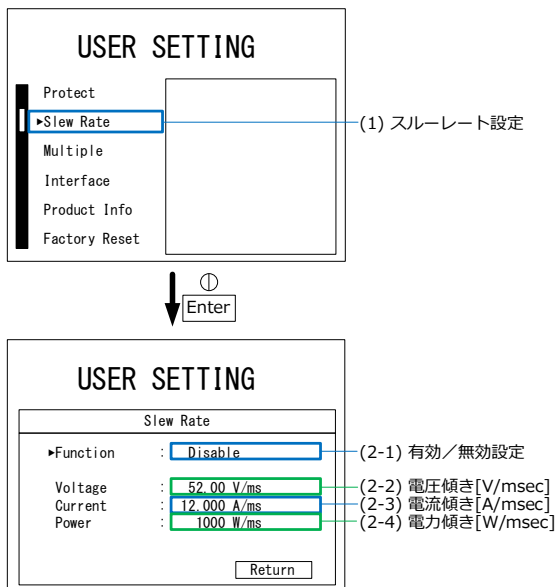 USER SETTING
Protect
▶Slew Rate (1) スルーレート設定
Multiple
Interface
Product Info
Factory Reset
Enter
USER SETTING
Slew Rate
▶Function : Disable (2-1) 有効／無効設定
Voltage : 52.00 V/ms (2-2) 電圧傾き[V/msec]
Current : 12.000 A/ms (2-3) 電流傾き[A/msec]
Power : 1000 W/ms (2-4) 電力傾き[W/msec]
Return